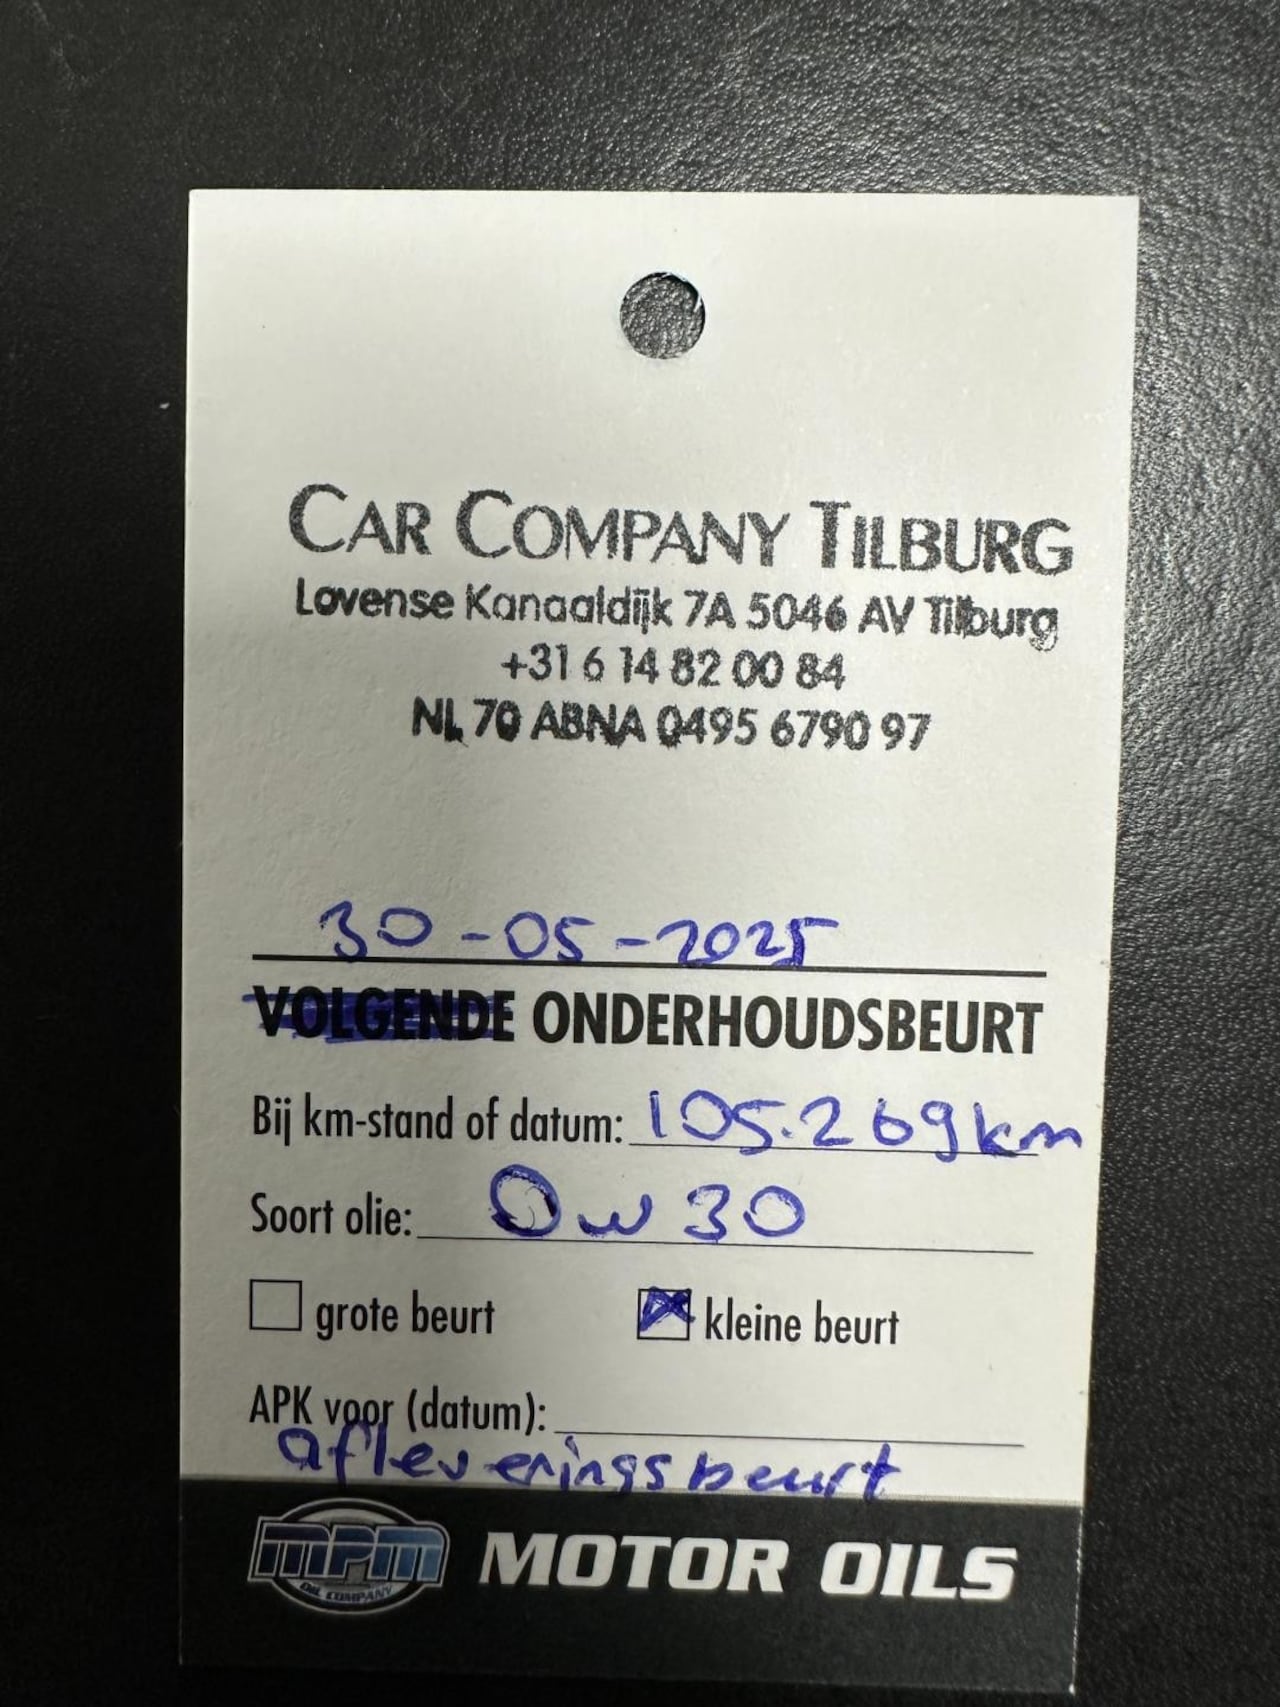 CAR COMPANY TILBURG
Lovense Kanaaldijk 7A 5046 AV Tilburg
+31 6 14 82 00 84
NL 70 ABNA 0495 6790 97
30-05-2025
VOLGENDE ONDERHOUDSBEURT
Bij km-stand of datum: 105.269km
Soort olie: 0w30
grote beurt kleine beurt
APK voor (datum):
afleveringsbeurt
MPM OIL COMPANY MOTOR OILS